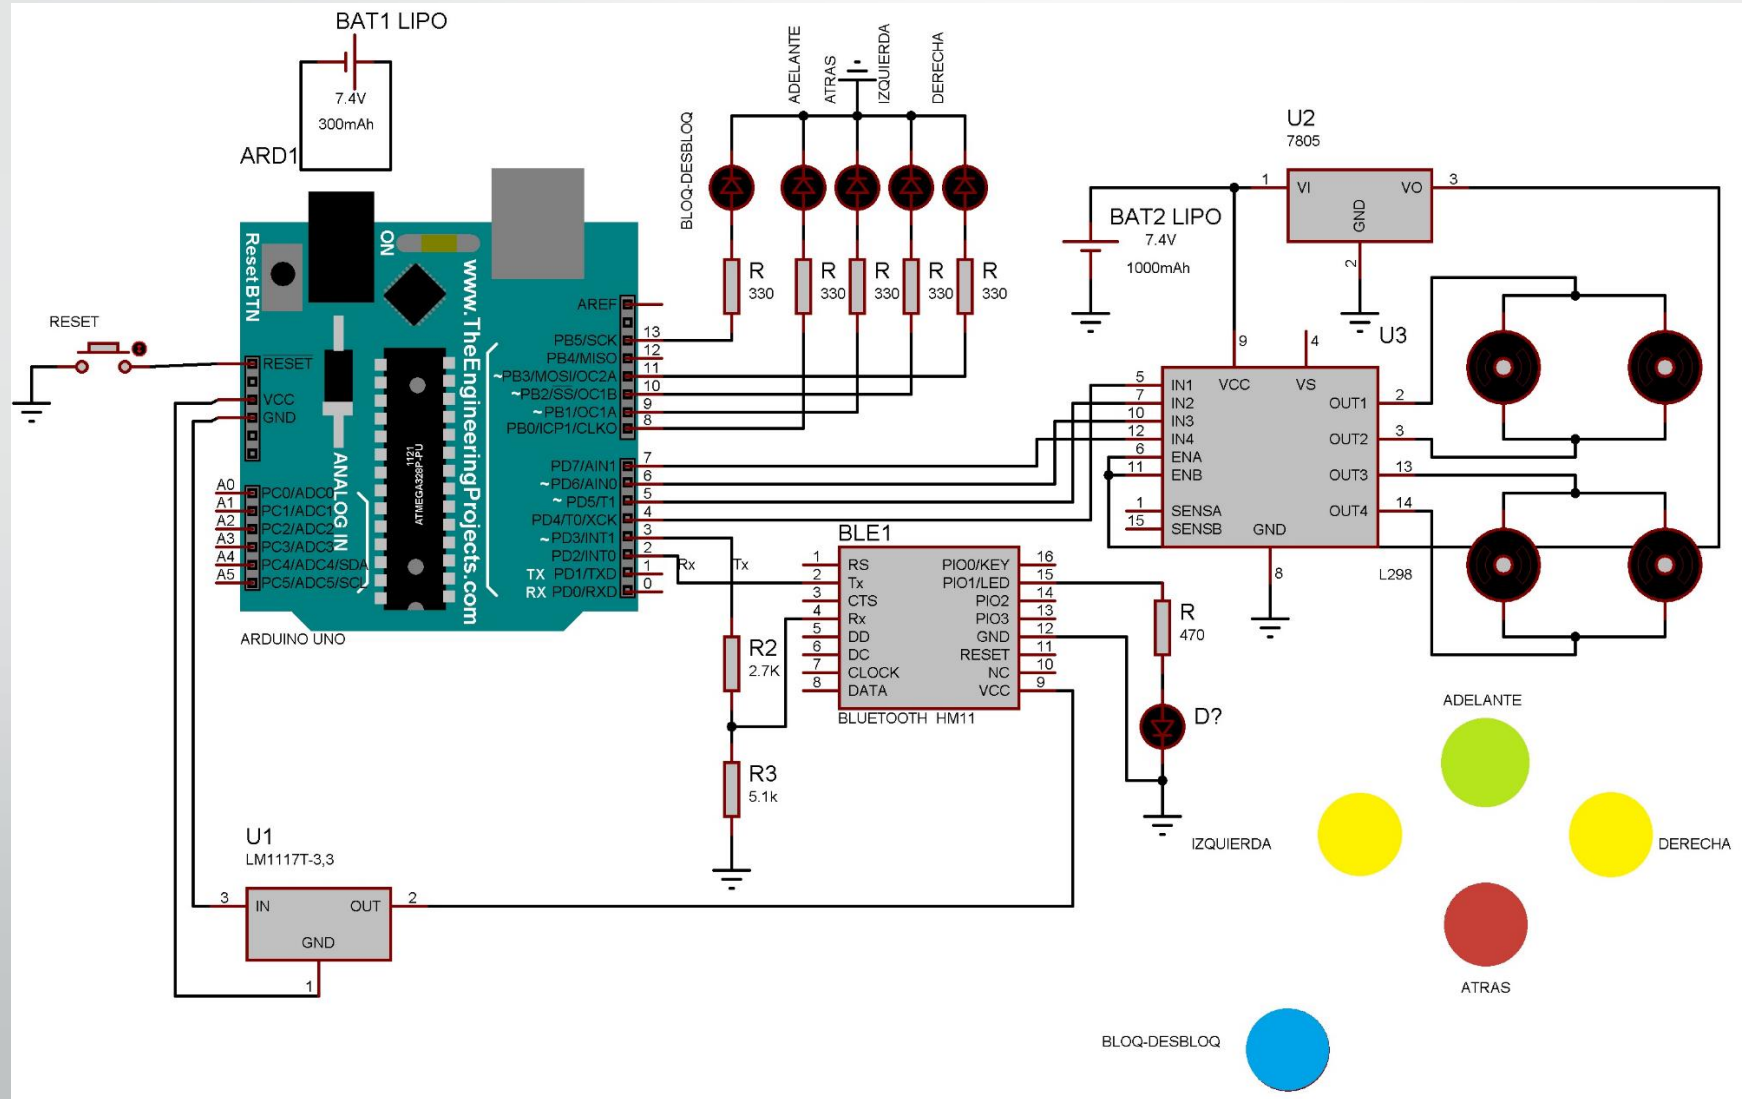 BAT1 LIPO
7.4V
300mAh
ARD1
ADELANTE
ATRAS
IZQUIERDA
DERECHA
BLOQ-DESBLOQ
R
330
R
330
R
330
R
330
R
330
Reset BTN
ON
www.TheEngineeringProjects.com
ANALOG IN
1121
ATMEGA328P-PU
RESET
RESET
VCC
GND
A0 PC0/ADC0
A1 PC1/ADC1
A2 PC2/ADC2
A3 PC3/ADC3
A4 PC4/ADC4/SDA
A5 PC5/ADC5/SCL
AREF
PB5/SCK 13
PB4/MISO 12
~PB3/MOSI/OC2A 11
~PB2/SS/OC1B 10
~PB1/OC1A 9
PB0/ICP1/CLKO 8
PD7/AIN1 7
~PD6/AIN0 6
~PD5/T1 5
PD4/T0/XCK 4
~PD3/INT1 3
PD2/INT0 2
TX PD1/TXD 1
RX PD0/RXD 0
ARDUINO UNO
Rx
Tx
R2
2.7K
R3
5.1k
BLE1
1 RS
2 Tx
3 CTS
4 Rx
5 DD
6 DC
7 CLOCK
8 DATA
PIO0/KEY 16
PIO1/LED 15
PIO2 14
PIO3 13
GND 12
RESET 11
NC 10
VCC 9
BLUETOOTH HM11
R
470
D?
U1
LM1117T-3,3
3 IN
OUT 2
GND
1
U2
7805
1 VI
VO 3
GND
2
BAT2 LIPO
7.4V
1000mAh
U3
9
4
VCC
VS
5 IN1
7 IN2
10 IN3
12 IN4
6 ENA
11 ENB
1 SENSA
15 SENSB
OUT1 2
OUT2 3
OUT3 13
OUT4 14
GND
8
L298
ADELANTE
IZQUIERDA
DERECHA
ATRAS
BLOQ-DESBLOQ